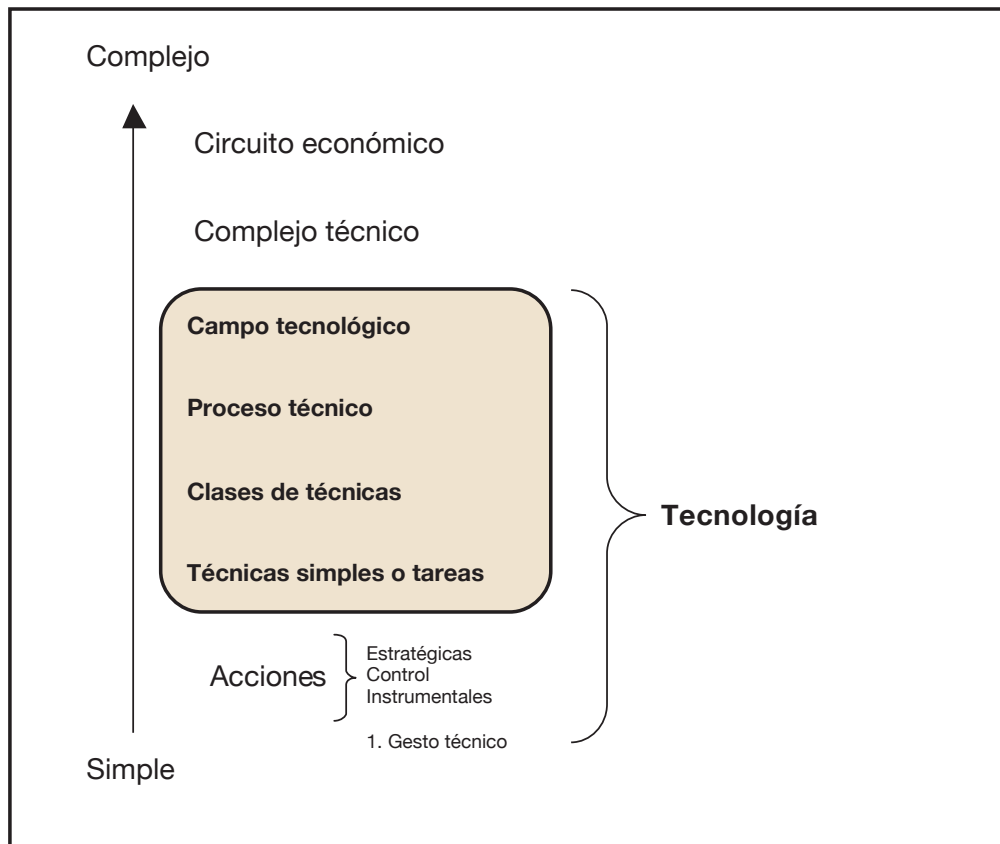 Complejo
Circuito económico
Complejo técnico
Campo tecnológico
Proceso técnico
Clases de técnicas
Tecnología
Técnicas simples o tareas
Acciones
Estratégicas
Control
Instrumentales
1. Gesto técnico
Simple